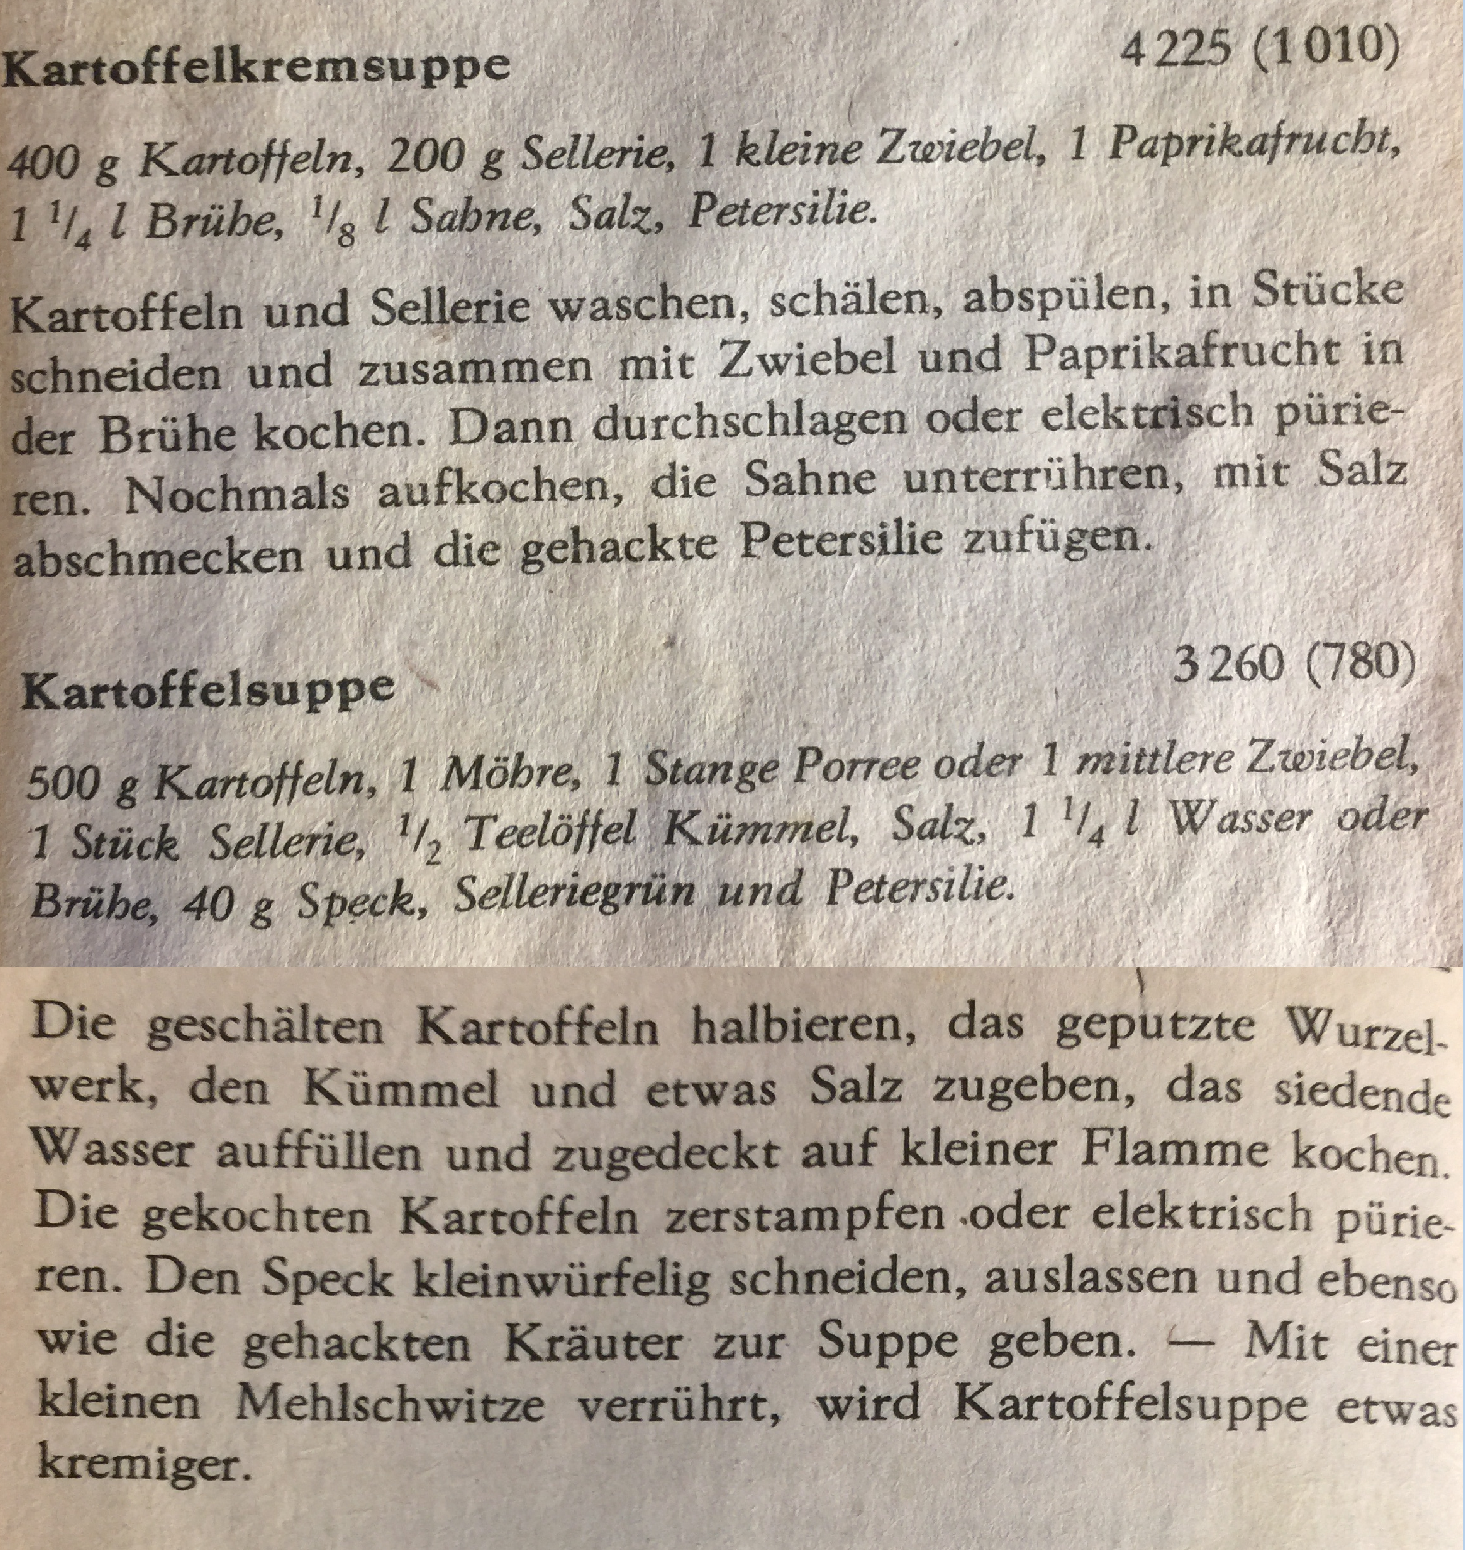 Kartoffelkremsuppe 4 225 (1 010)
400 g Kartoffeln, 200 g Sellerie, 1 kleine Zwiebel, 1 Paprikafrucht,
1 1/4 l Brühe, 1/8 l Sahne, Salz, Petersilie.
Kartoffeln und Sellerie waschen, schälen, abspülen, in Stücke
schneiden und zusammen mit Zwiebel und Paprikafrucht in
der Brühe kochen. Dann durchschlagen oder elektrisch pürie-
ren. Nochmals aufkochen, die Sahne unterrühren, mit Salz
abschmecken und die gehackte Petersilie zufügen.
Kartoffelsuppe 3 260 (780)
500 g Kartoffeln, 1 Möhre, 1 Stange Porree oder 1 mittlere Zwiebel,
1 Stück Sellerie, 1/2 Teelöffel Kümmel, Salz, 1 1/4 l Wasser oder
Brühe, 40 g Speck, Selleriegrün und Petersilie.
Die geschälten Kartoffeln halbieren, das geputzte Wurzel-
werk, den Kümmel und etwas Salz zugeben, das siedende
Wasser auffüllen und zugedeckt auf kleiner Flamme kochen.
Die gekochten Kartoffeln zerstampfen oder elektrisch pürie-
ren. Den Speck kleinwürfelig schneiden, auslassen und ebenso
wie die gehackten Kräuter zur Suppe geben. — Mit einer
kleinen Mehlschwitze verrührt, wird Kartoffelsuppe etwas
kremiger.